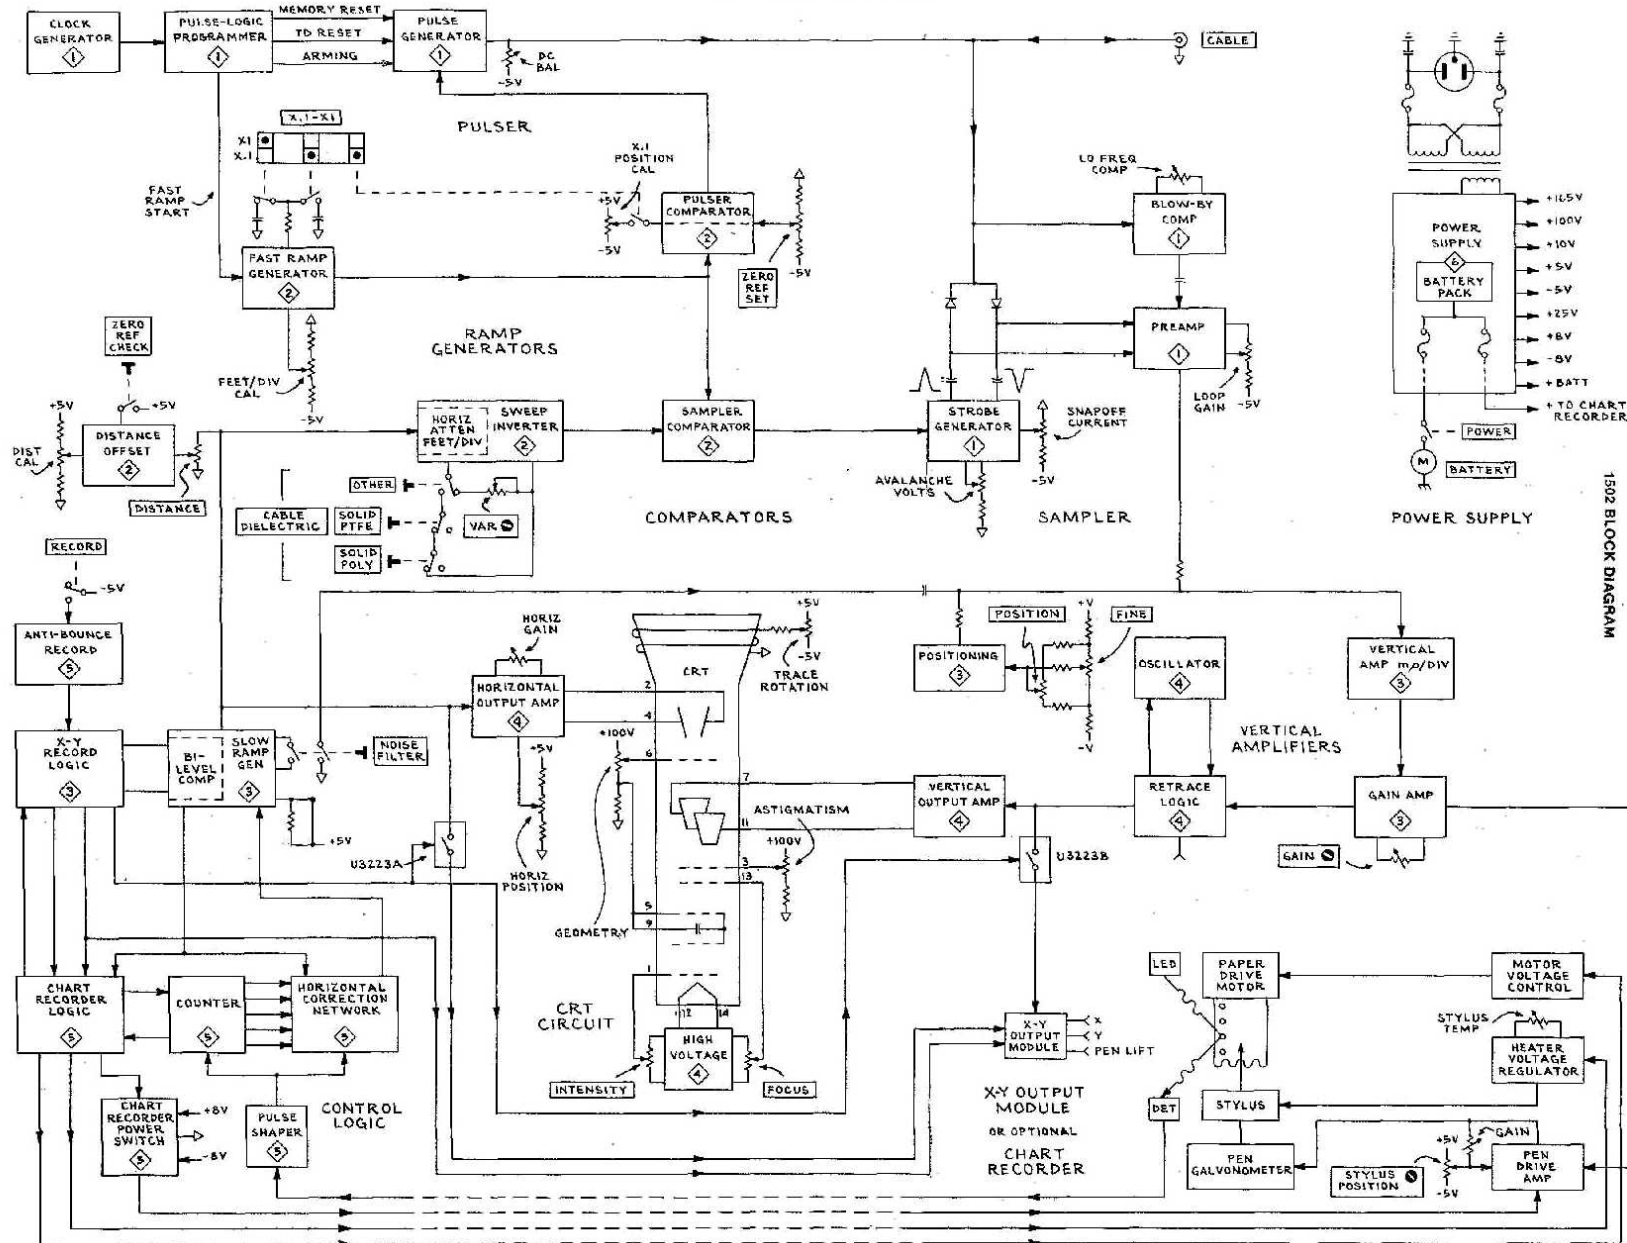 CLOCK
GENERATOR
1
PULSE-LOGIC
PROGRAMMER
1
MEMORY RESET
TD RESET
ARMING
PULSE
GENERATOR
1
DC
BAL
-5V
CABLE
PULSER
X.1-X1
X1
X.1
FAST
RAMP
START
X.1
POSITION
CAL
+5V
-5V
PULSER
COMPARATOR
2
-5V
ZERO
REF
SET
LO FREQ
COMP
BLOW-BY
COMP
1
FAST RAMP
GENERATOR
2
RAMP
GENERATORS
FEET/DIV
CAL
-5V
PREAMP
1
LOOP
GAIN
-5V
POWER
SUPPLY
6
BATTERY
PACK
+165V
+100V
+10V
+5V
-5V
+25V
+8V
-8V
+BATT
+ TO CHART
RECORDER
POWER
M
BATTERY
POWER SUPPLY
1502 BLOCK DIAGRAM
ZERO
REF
CHECK
+5V
+5V
DIST
CAL
DISTANCE
OFFSET
2
DISTANCE
HORIZ
ATTEN
FEET/DIV
SWEEP
INVERTER
2
SAMPLER
COMPARATOR
2
STROBE
GENERATOR
1
SNAPOFF
CURRENT
-5V
AVALANCHE
VOLTS
SAMPLER
COMPARATORS
CABLE
DIELECTRIC
OTHER
SOLID
PTFE
SOLID
POLY
VAR
RECORD
-5V
ANTI-BOUNCE
RECORD
5
X-Y
RECORD
LOGIC
3
BI-
LEVEL
COMP
SLOW
RAMP
GEN
3
NOISE
FILTER
+5V
U3223A
HORIZ
GAIN
HORIZONTAL
OUTPUT AMP
4
+5V
HORIZ
POSITION
CRT
+5V
-5V
TRACE
ROTATION
2
4
+100V
6
7
11
ASTIGMATISM
+100V
3
13
GEOMETRY
5
9
1
12
14
CRT
CIRCUIT
HIGH
VOLTAGE
4
INTENSITY
FOCUS
POSITIONING
3
POSITION
+V
FINE
-V
OSCILLATOR
4
VERTICAL
AMP mρ/DIV
3
VERTICAL
AMPLIFIERS
VERTICAL
OUTPUT AMP
4
RETRACE
LOGIC
4
GAIN AMP
3
U3223B
GAIN
CHART
RECORDER
LOGIC
5
COUNTER
5
HORIZONTAL
CORRECTION
NETWORK
5
CHART
RECORDER
POWER
SWITCH
5
+8V
-8V
PULSE
SHAPER
5
CONTROL
LOGIC
X-Y
OUTPUT
MODULE
X
Y
PEN LIFT
X-Y OUTPUT
MODULE
OR OPTIONAL
CHART
RECORDER
LED
PAPER
DRIVE
MOTOR
MOTOR
VOLTAGE
CONTROL
STYLUS
TEMP
HEATER
VOLTAGE
REGULATOR
DET
STYLUS
PEN
GALVONOMETER
+5V
GAIN
STYLUS
POSITION
-5V
PEN
DRIVE
AMP